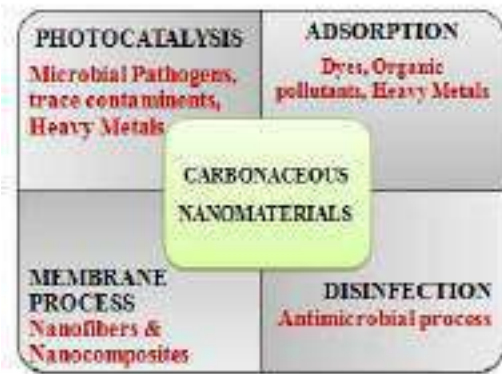 PHOTOCATALYSIS
Microbial Pathogens,
trace contaminents,
Heavy Metals
ADSORPTION
Dyes, Organic
pollutants, Heavy Metals
CARBONACEOUS
NANOMATERIALS
MEMBRANE
PROCESS
Nanofibers &
Nanocomposites
DISINFECTION
Antimicrobial process